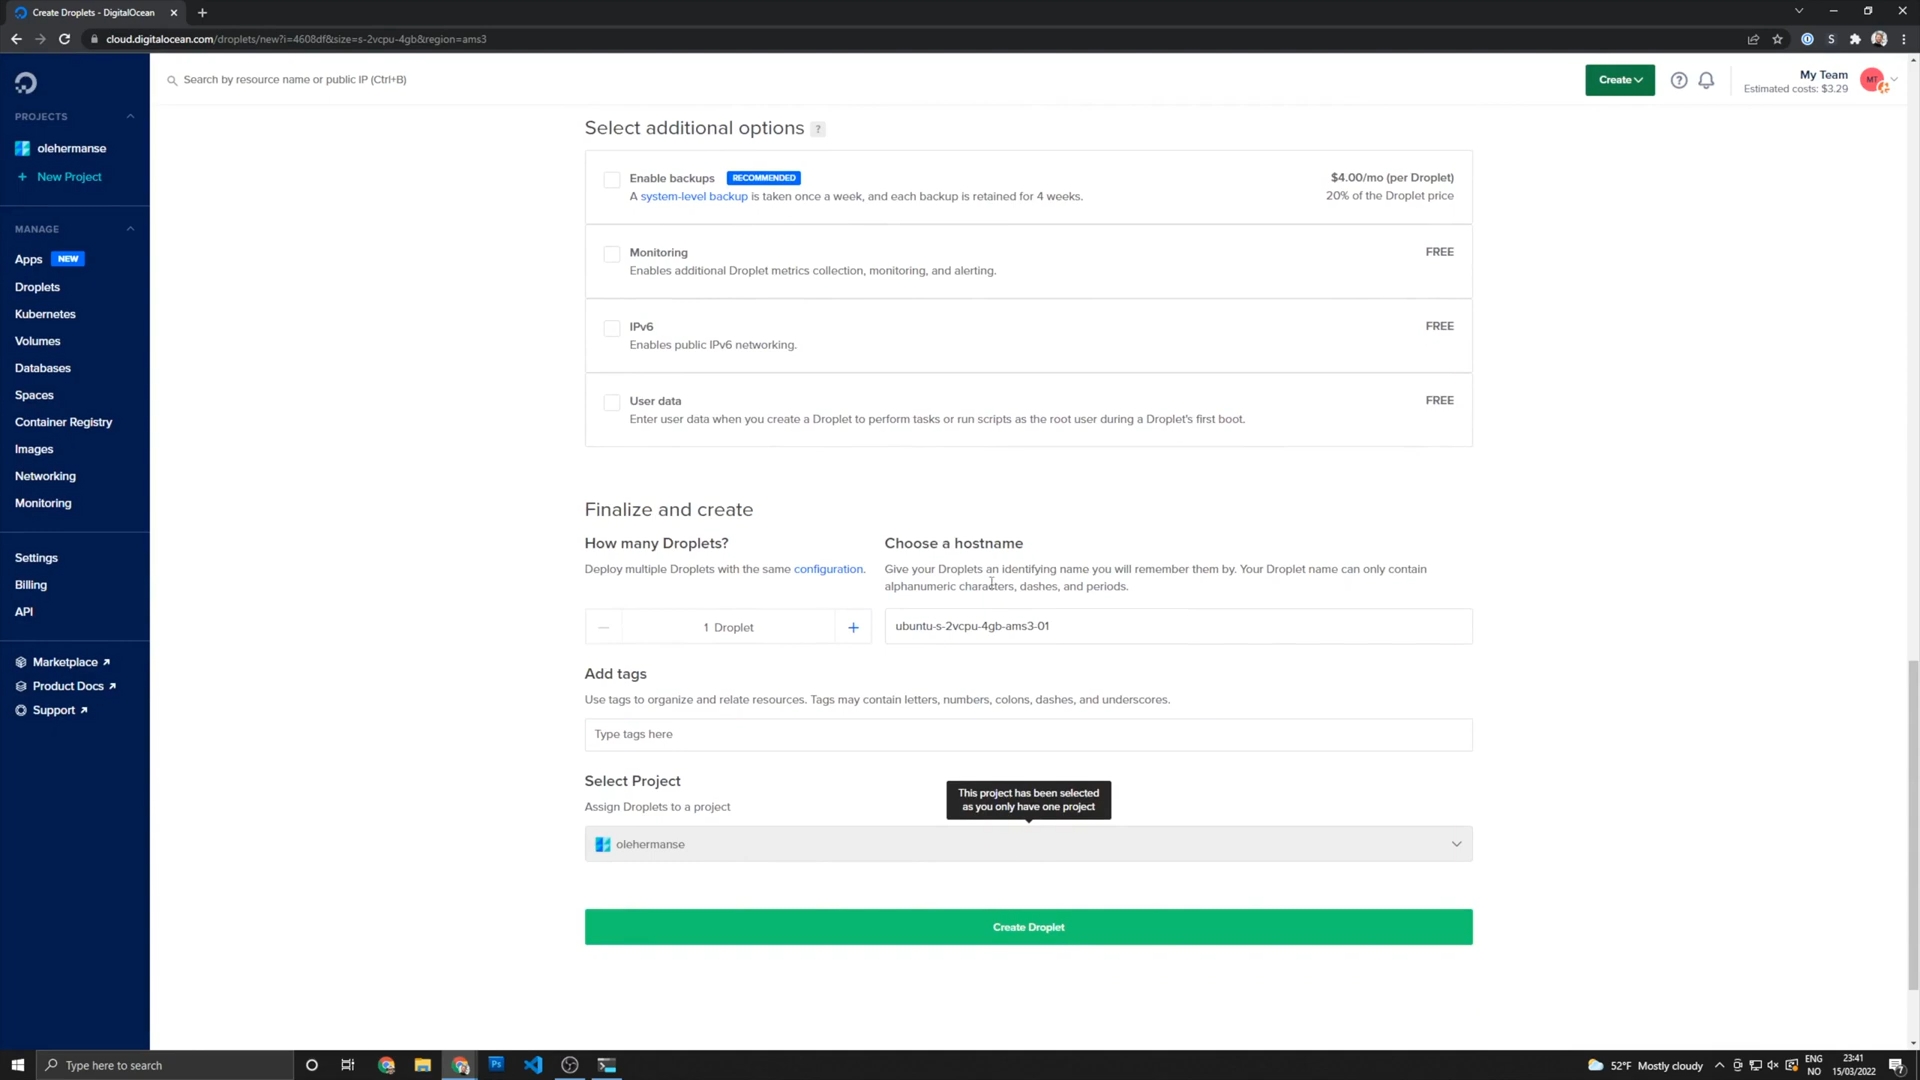 Create Droplets - DigitalOcean
cloud.digitalocean.com/droplets/new?i=4608df&size=s-2vcpu-4gb&region=ams3
S
Search by resource name or public IP (Ctrl+B)
Create
My Team
Estimated costs: $3.29
MT
PROJECTS
olehermanse
+ New Project
MANAGE
Apps NEW
Droplets
Kubernetes
Volumes
Databases
Spaces
Container Registry
Images
Networking
Monitoring
Settings
Billing
API
Marketplace
Product Docs
Support
Select additional options ?
Enable backups RECOMMENDED
A system-level backup is taken once a week, and each backup is retained for 4 weeks.
$4.00/mo (per Droplet)
20% of the Droplet price
Monitoring
Enables additional Droplet metrics collection, monitoring, and alerting.
FREE
IPv6
Enables public IPv6 networking.
FREE
User data
Enter user data when you create a Droplet to perform tasks or run scripts as the root user during a Droplet's first boot.
FREE
Finalize and create
How many Droplets?
Deploy multiple Droplets with the same configuration.
1 Droplet
Choose a hostname
Give your Droplets an identifying name you will remember them by. Your Droplet name can only contain
alphanumeric characters, dashes, and periods.
ubuntu-s-2vcpu-4gb-ams3-01
Add tags
Use tags to organize and relate resources. Tags may contain letters, numbers, colons, dashes, and underscores.
Type tags here
Select Project
Assign Droplets to a project
This project has been selected
as you only have one project
olehermanse
Create Droplet
Type here to search
Ps
52°F Mostly cloudy
ENG
NO
23:41
15/03/2022
7